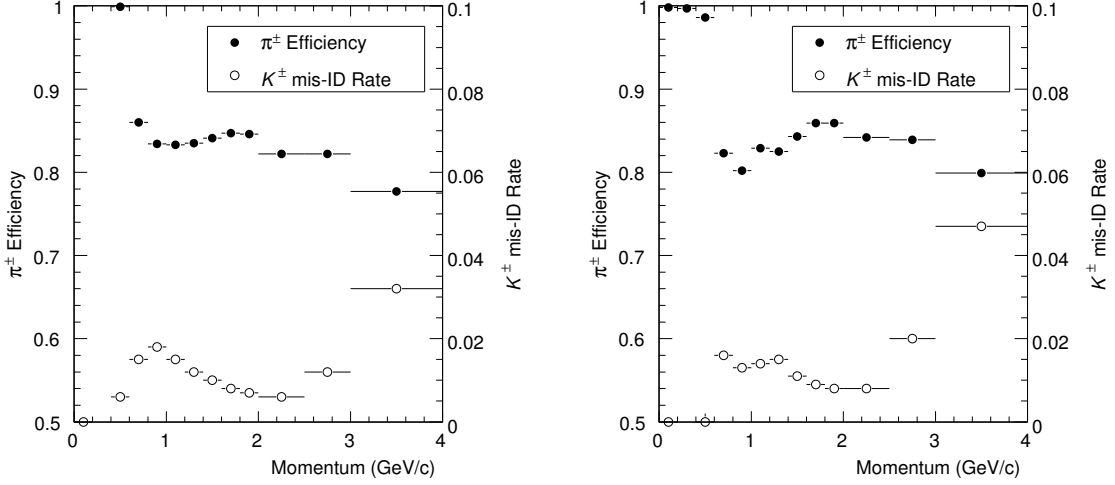 π± Efficiency
K± mis-ID Rate
1
0.9
0.8
0.7
0.6
0.5
π± Efficiency
0.1
0.08
0.06
0.04
0.02
0
K± mis-ID Rate
0 1 2 3 4
Momentum (GeV/c)
π± Efficiency
K± mis-ID Rate
1
0.9
0.8
0.7
0.6
0.5
π± Efficiency
0.1
0.08
0.06
0.04
0.02
0
K± mis-ID Rate
0 1 2 3 4
Momentum (GeV/c)